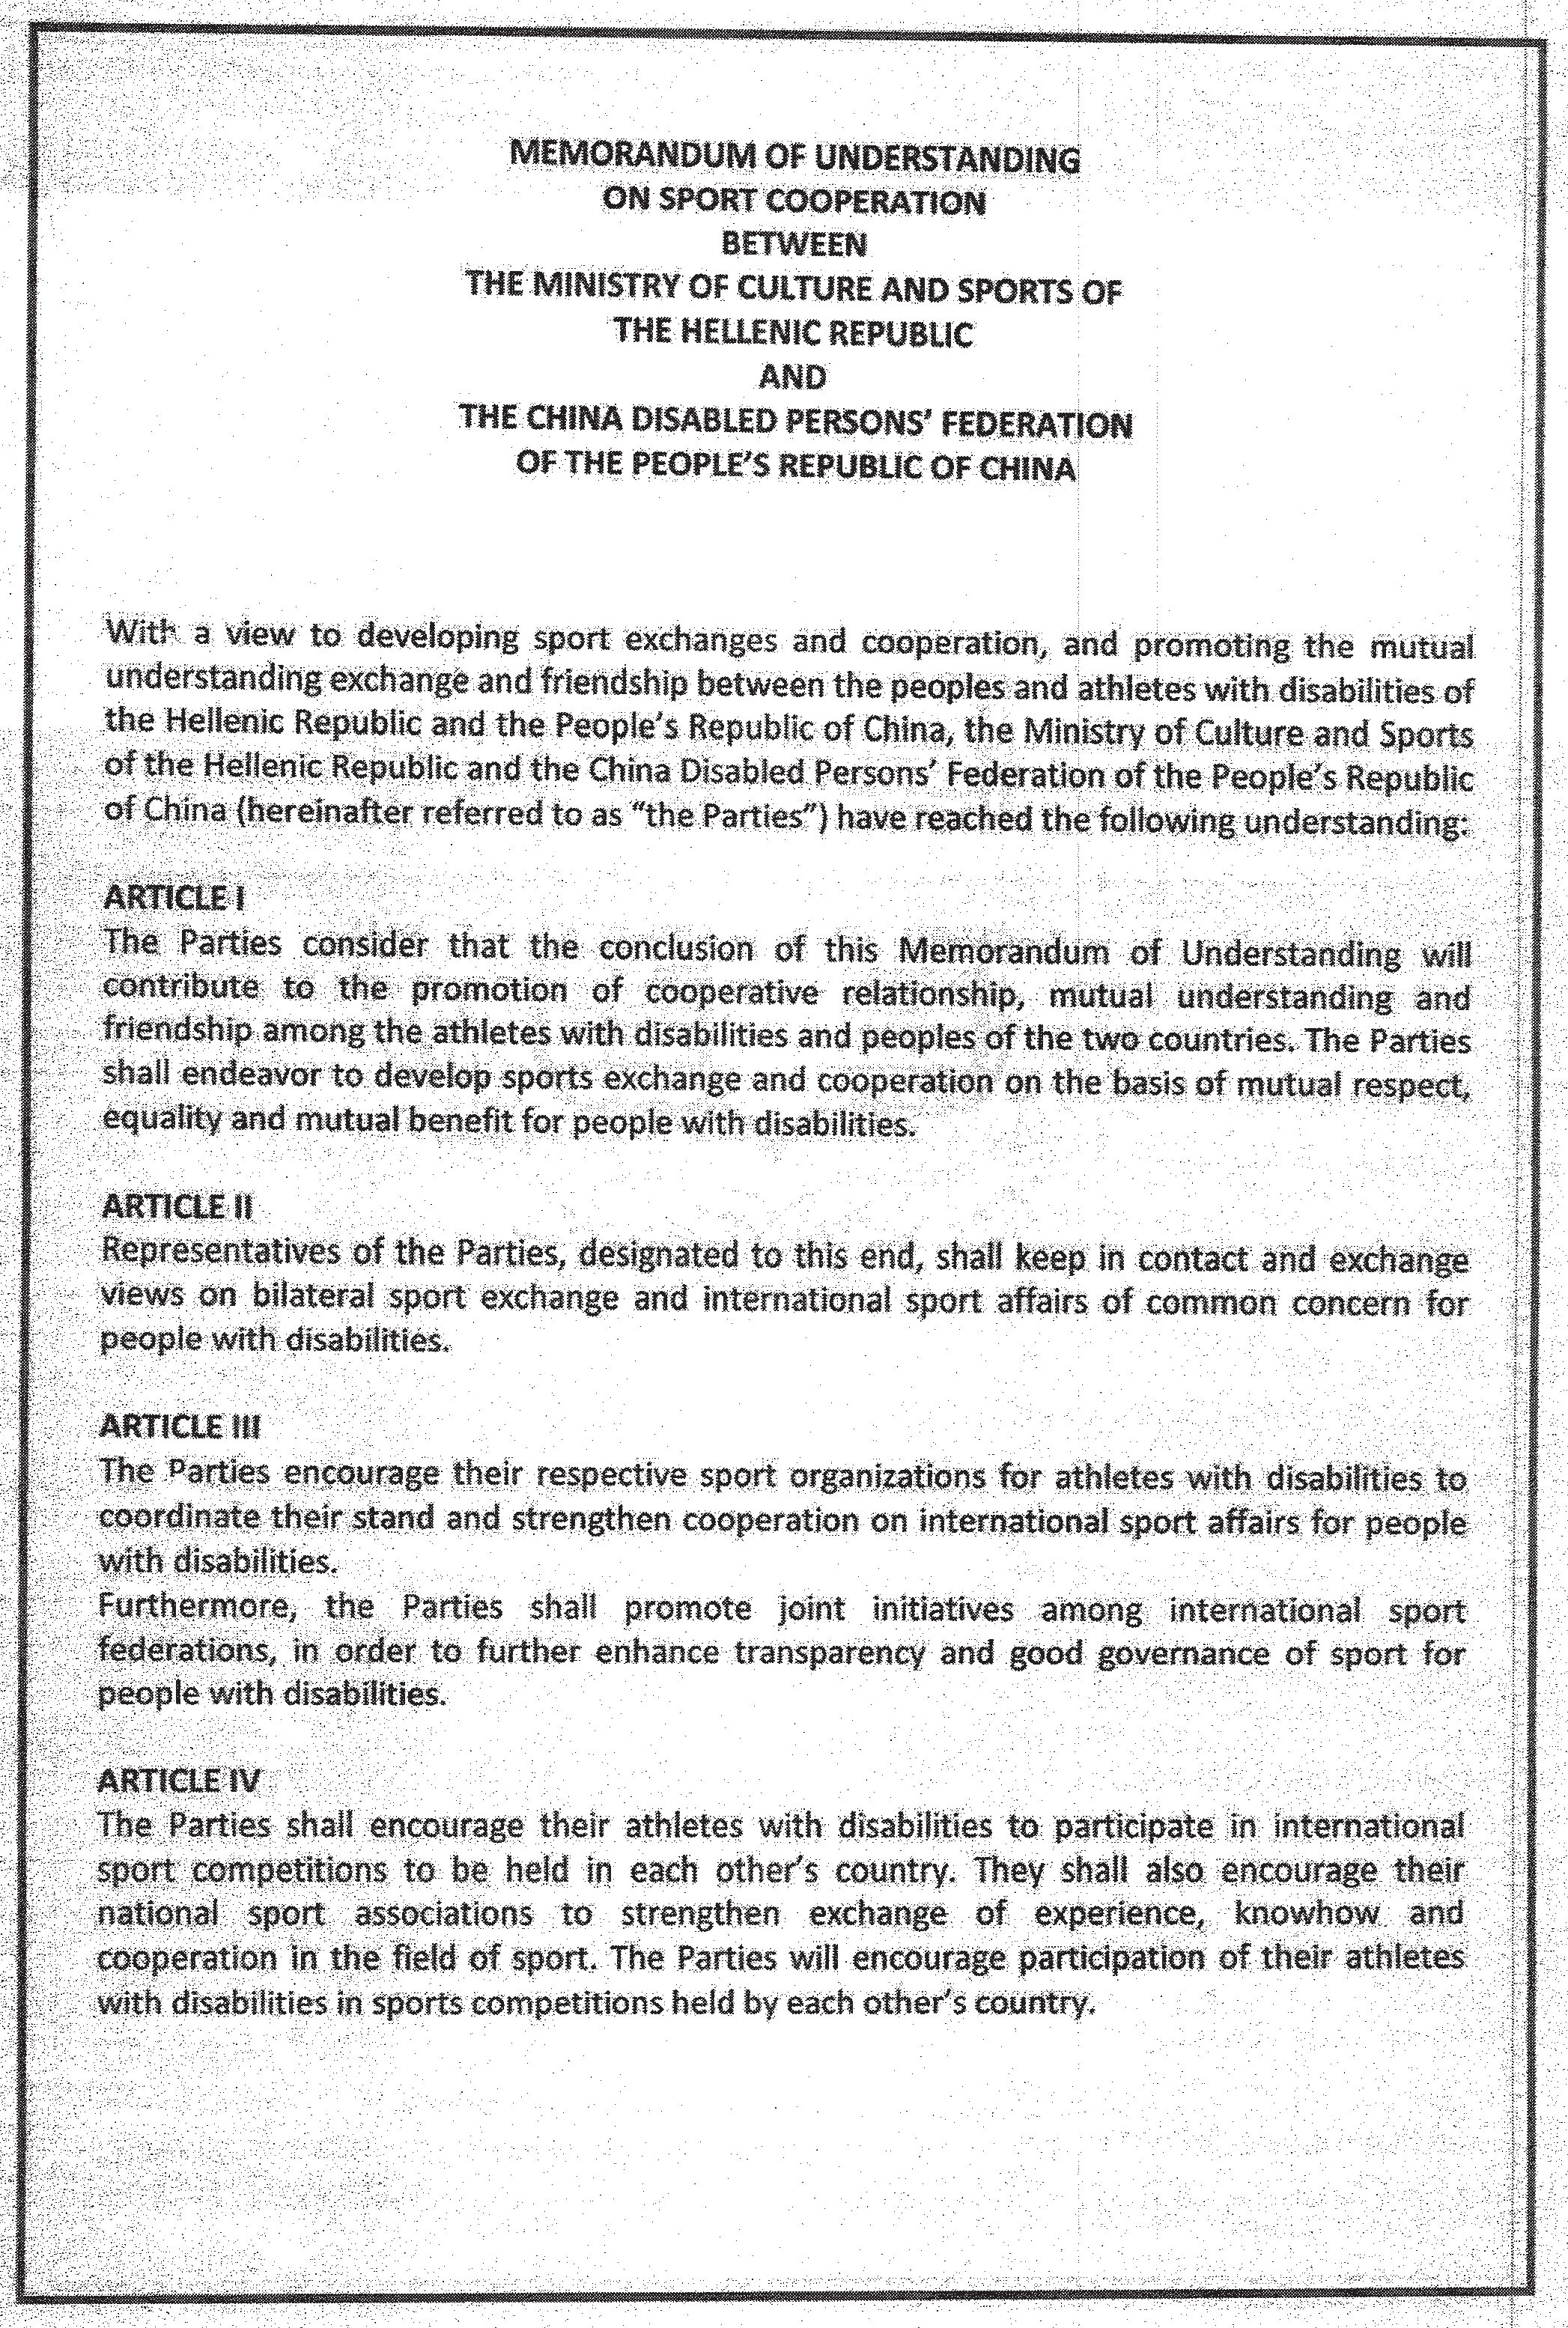 MEMORANDUM OF UNDERSTANDING
ON SPORT COOPERATION
BETWEEN
THE MINISTRY OF CULTURE AND SPORTS OF
THE HELLENIC REPUBLIC
AND
THE CHINA DISABLED PERSONS’ FEDERATION
OF THE PEOPLE’S REPUBLIC OF CHINA
With a view to developing sport exchanges and cooperation, and promoting the mutual
understanding exchange and friendship between the peoples and athletes with disabilities of
the Hellenic Republic and the People’s Republic of China, the Ministry of Culture and Sports
of the Hellenic Republic and the China Disabled Persons’ Federation of the People’s Republic
of China (hereinafter referred to as “the Parties”) have reached the following understanding:
ARTICLE I
The Parties consider that the conclusion of this Memorandum of Understanding will
contribute to the promotion of cooperative relationship, mutual understanding and
friendship among the athletes with disabilities and peoples of the two countries. The Parties
shall endeavor to develop sports exchange and cooperation on the basis of mutual respect,
equality and mutual benefit for people with disabilities.
ARTICLE II
Representatives of the Parties, designated to this end, shall keep in contact and exchange
views on bilateral sport exchange and international sport affairs of common concern for
people with disabilities.
ARTICLE III
The Parties encourage their respective sport organizations for athletes with disabilities to
coordinate their stand and strengthen cooperation on international sport affairs for people
with disabilities.
Furthermore, the Parties shall promote joint initiatives among international sport
federations, in order to further enhance transparency and good governance of sport for
people with disabilities.
ARTICLE IV
The Parties shall encourage their athletes with disabilities to participate in international
sport competitions to be held in each other’s country. They shall also encourage their
national sport associations to strengthen exchange of experience, knowhow and
cooperation in the field of sport. The Parties will encourage participation of their athletes
with disabilities in sports competitions held by each other’s country.